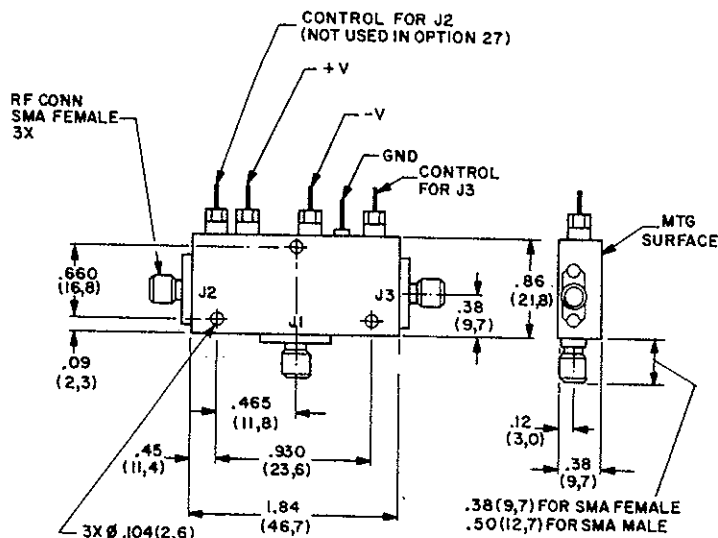 CONTROL FOR J2
(NOT USED IN OPTION 27)
+V
RF CONN
SMA FEMALE
3X
-V
GND
CONTROL
FOR J3
MTG
SURFACE
.660
(16,8)
J2
J3
J1
.38
(9,7)
.86
(21,8)
.09
(2,3)
.465
(11,8)
.45
(11,4)
.930
(23,6)
.12
(3,0)
.38
(9,7)
1.84
(46,7)
3X Ø .104(2,6)
.38(9,7) FOR SMA FEMALE
.50(12,7) FOR SMA MALE